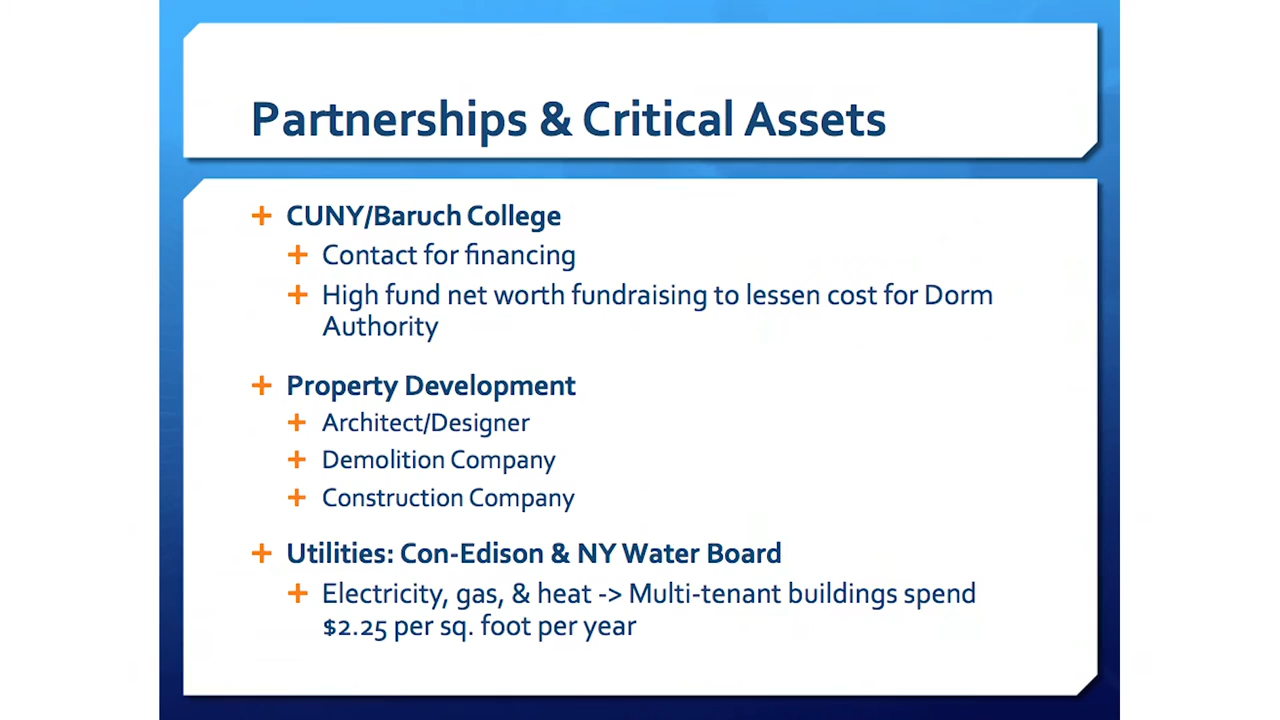 Partnerships & Critical Assets
CUNY/Baruch College
Contact for financing
High fund net worth fundraising to lessen cost for Dorm
Authority
Property Development
Architect/Designer
Demolition Company
Construction Company
Utilities: Con-Edison & NY Water Board
Electricity, gas, & heat -> Multi-tenant buildings spend
$2.25 per sq. foot per year